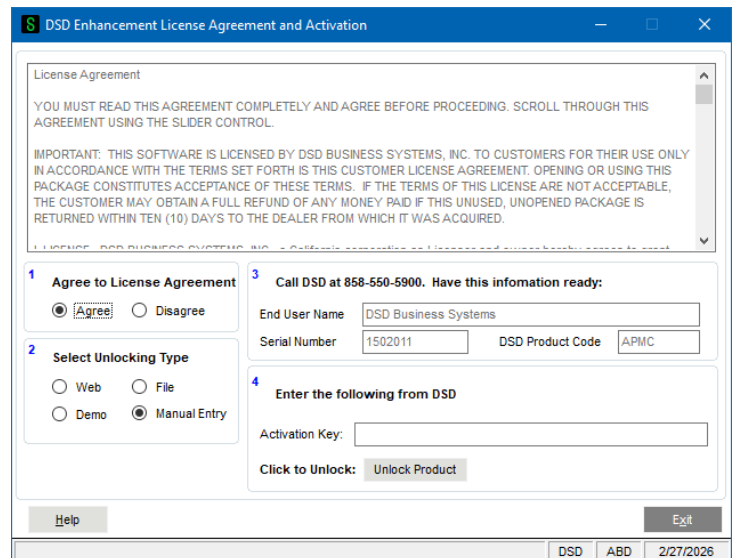 S DSD Enhancement License Agreement and Activation
License Agreement
YOU MUST READ THIS AGREEMENT COMPLETELY AND AGREE BEFORE PROCEEDING. SCROLL THROUGH THIS
AGREEMENT USING THE SLIDER CONTROL.
IMPORTANT: THIS SOFTWARE IS LICENSED BY DSD BUSINESS SYSTEMS, INC. TO CUSTOMERS FOR THEIR USE ONLY
IN ACCORDANCE WITH THE TERMS SET FORTH IS THIS CUSTOMER LICENSE AGREEMENT. OPENING OR USING THIS
PACKAGE CONSTITUTES ACCEPTANCE OF THESE TERMS. IF THE TERMS OF THIS LICENSE ARE NOT ACCEPTABLE,
THE CUSTOMER MAY OBTAIN A FULL REFUND OF ANY MONEY PAID IF THIS UNUSED, UNOPENED PACKAGE IS
RETURNED WITHIN TEN (10) DAYS TO THE DEALER FROM WHICH IT WAS ACQUIRED.
1 Agree to License Agreement
Agree Disagree
2 Select Unlocking Type
Web File
Demo Manual Entry
3 Call DSD at 858-550-5900. Have this infomation ready:
End User Name DSD Business Systems
Serial Number 1502011 DSD Product Code APMC
4 Enter the following from DSD
Activation Key:
Click to Unlock: Unlock Product
Help Exit
DSD ABD 2/27/2026